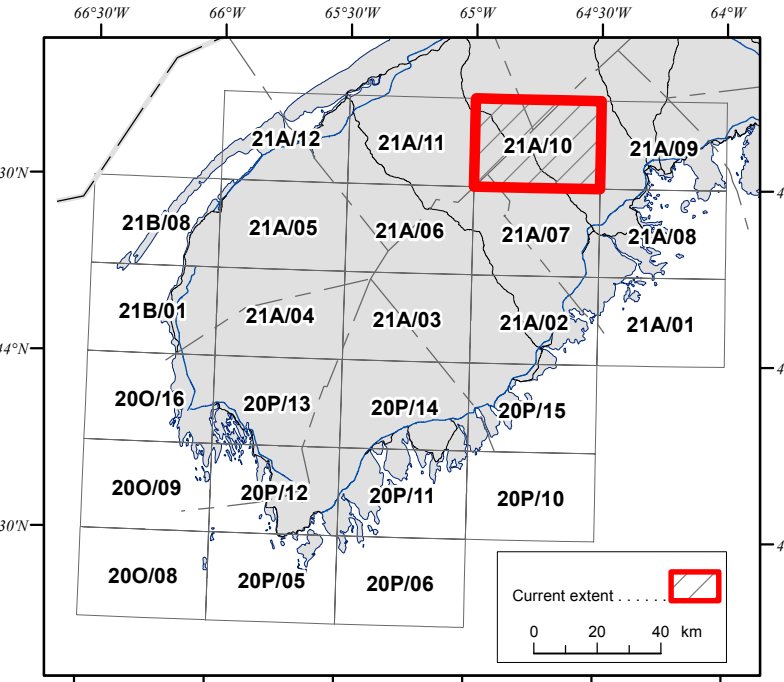 66°30'W 66°W 65°30'W 65°W 64°30'W 64°W
21A/12 21A/11 21A/10 21A/09
30'N
21B/08 21A/05 21A/06 21A/07 21A/08
21B/01 21A/04 21A/03 21A/02 21A/01
4°N
20O/16 20P/13 20P/14 20P/15
20O/09 20P/12 20P/11 20P/10
30'N
20O/08 20P/05 20P/06
Current extent . . . . . .
0 20 40 km